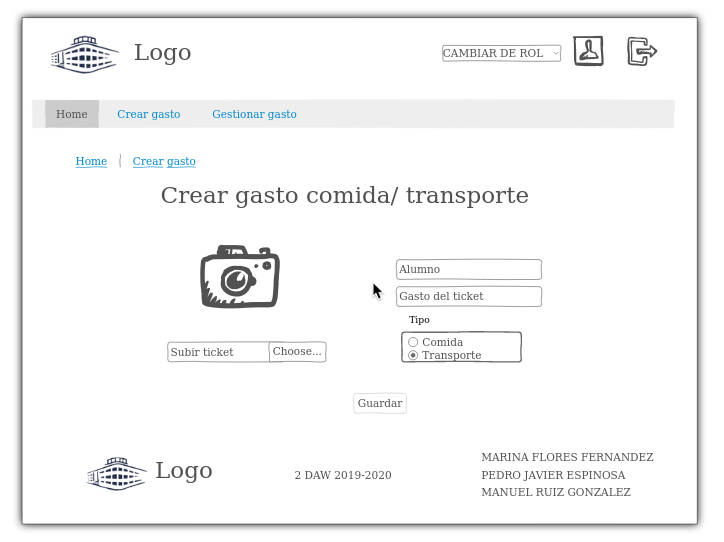 Logo
CAMBIAR DE ROL
Home Crear gasto Gestionar gasto
Home Crear gasto
Crear gasto comida/ transporte
Alumno
Gasto del ticket
Tipo
Subir ticket Choose...
Comida
Transporte
Guardar
Logo
2 DAW 2019-2020
MARINA FLORES FERNANDEZ
PEDRO JAVIER ESPINOSA
MANUEL RUIZ GONZALEZ